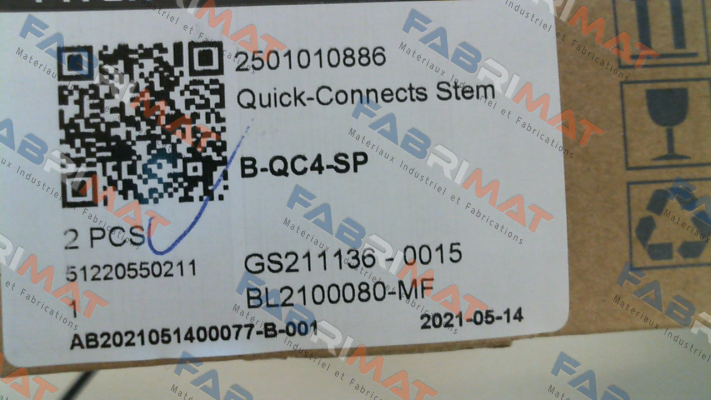 2501010886
Quick-Connects Stem
B-QC4-SP
2 PCS
51220550211
GS211136 - 0015
1
BL2100080-MF
AB2021051400077-B-001
2021-05-14
FABRIMAT
Materiaux Industriel et Fabrications